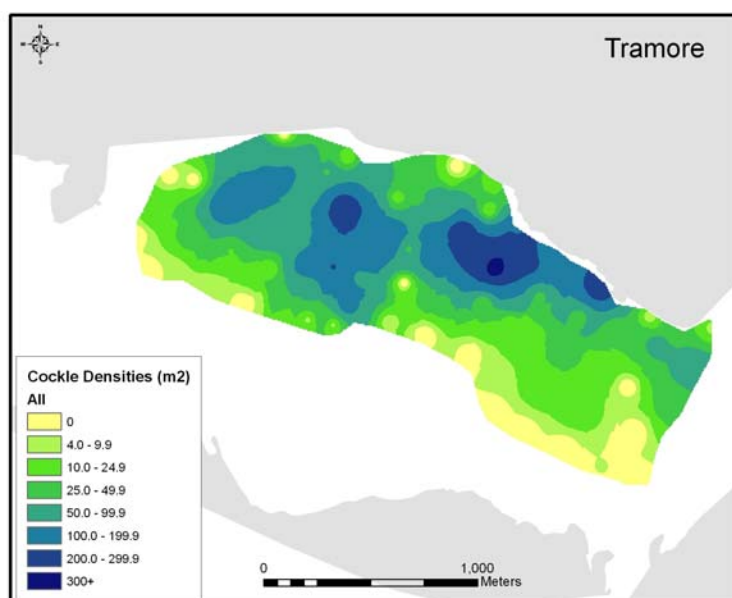 N
W E
S
Tramore
Cockle Densities (m2)
All
0
4.0 - 9.9
10.0 - 24.9
25.0 - 49.9
50.0 - 99.9
100.0 - 199.9
200.0 - 299.9
300+
0 1,000
Meters